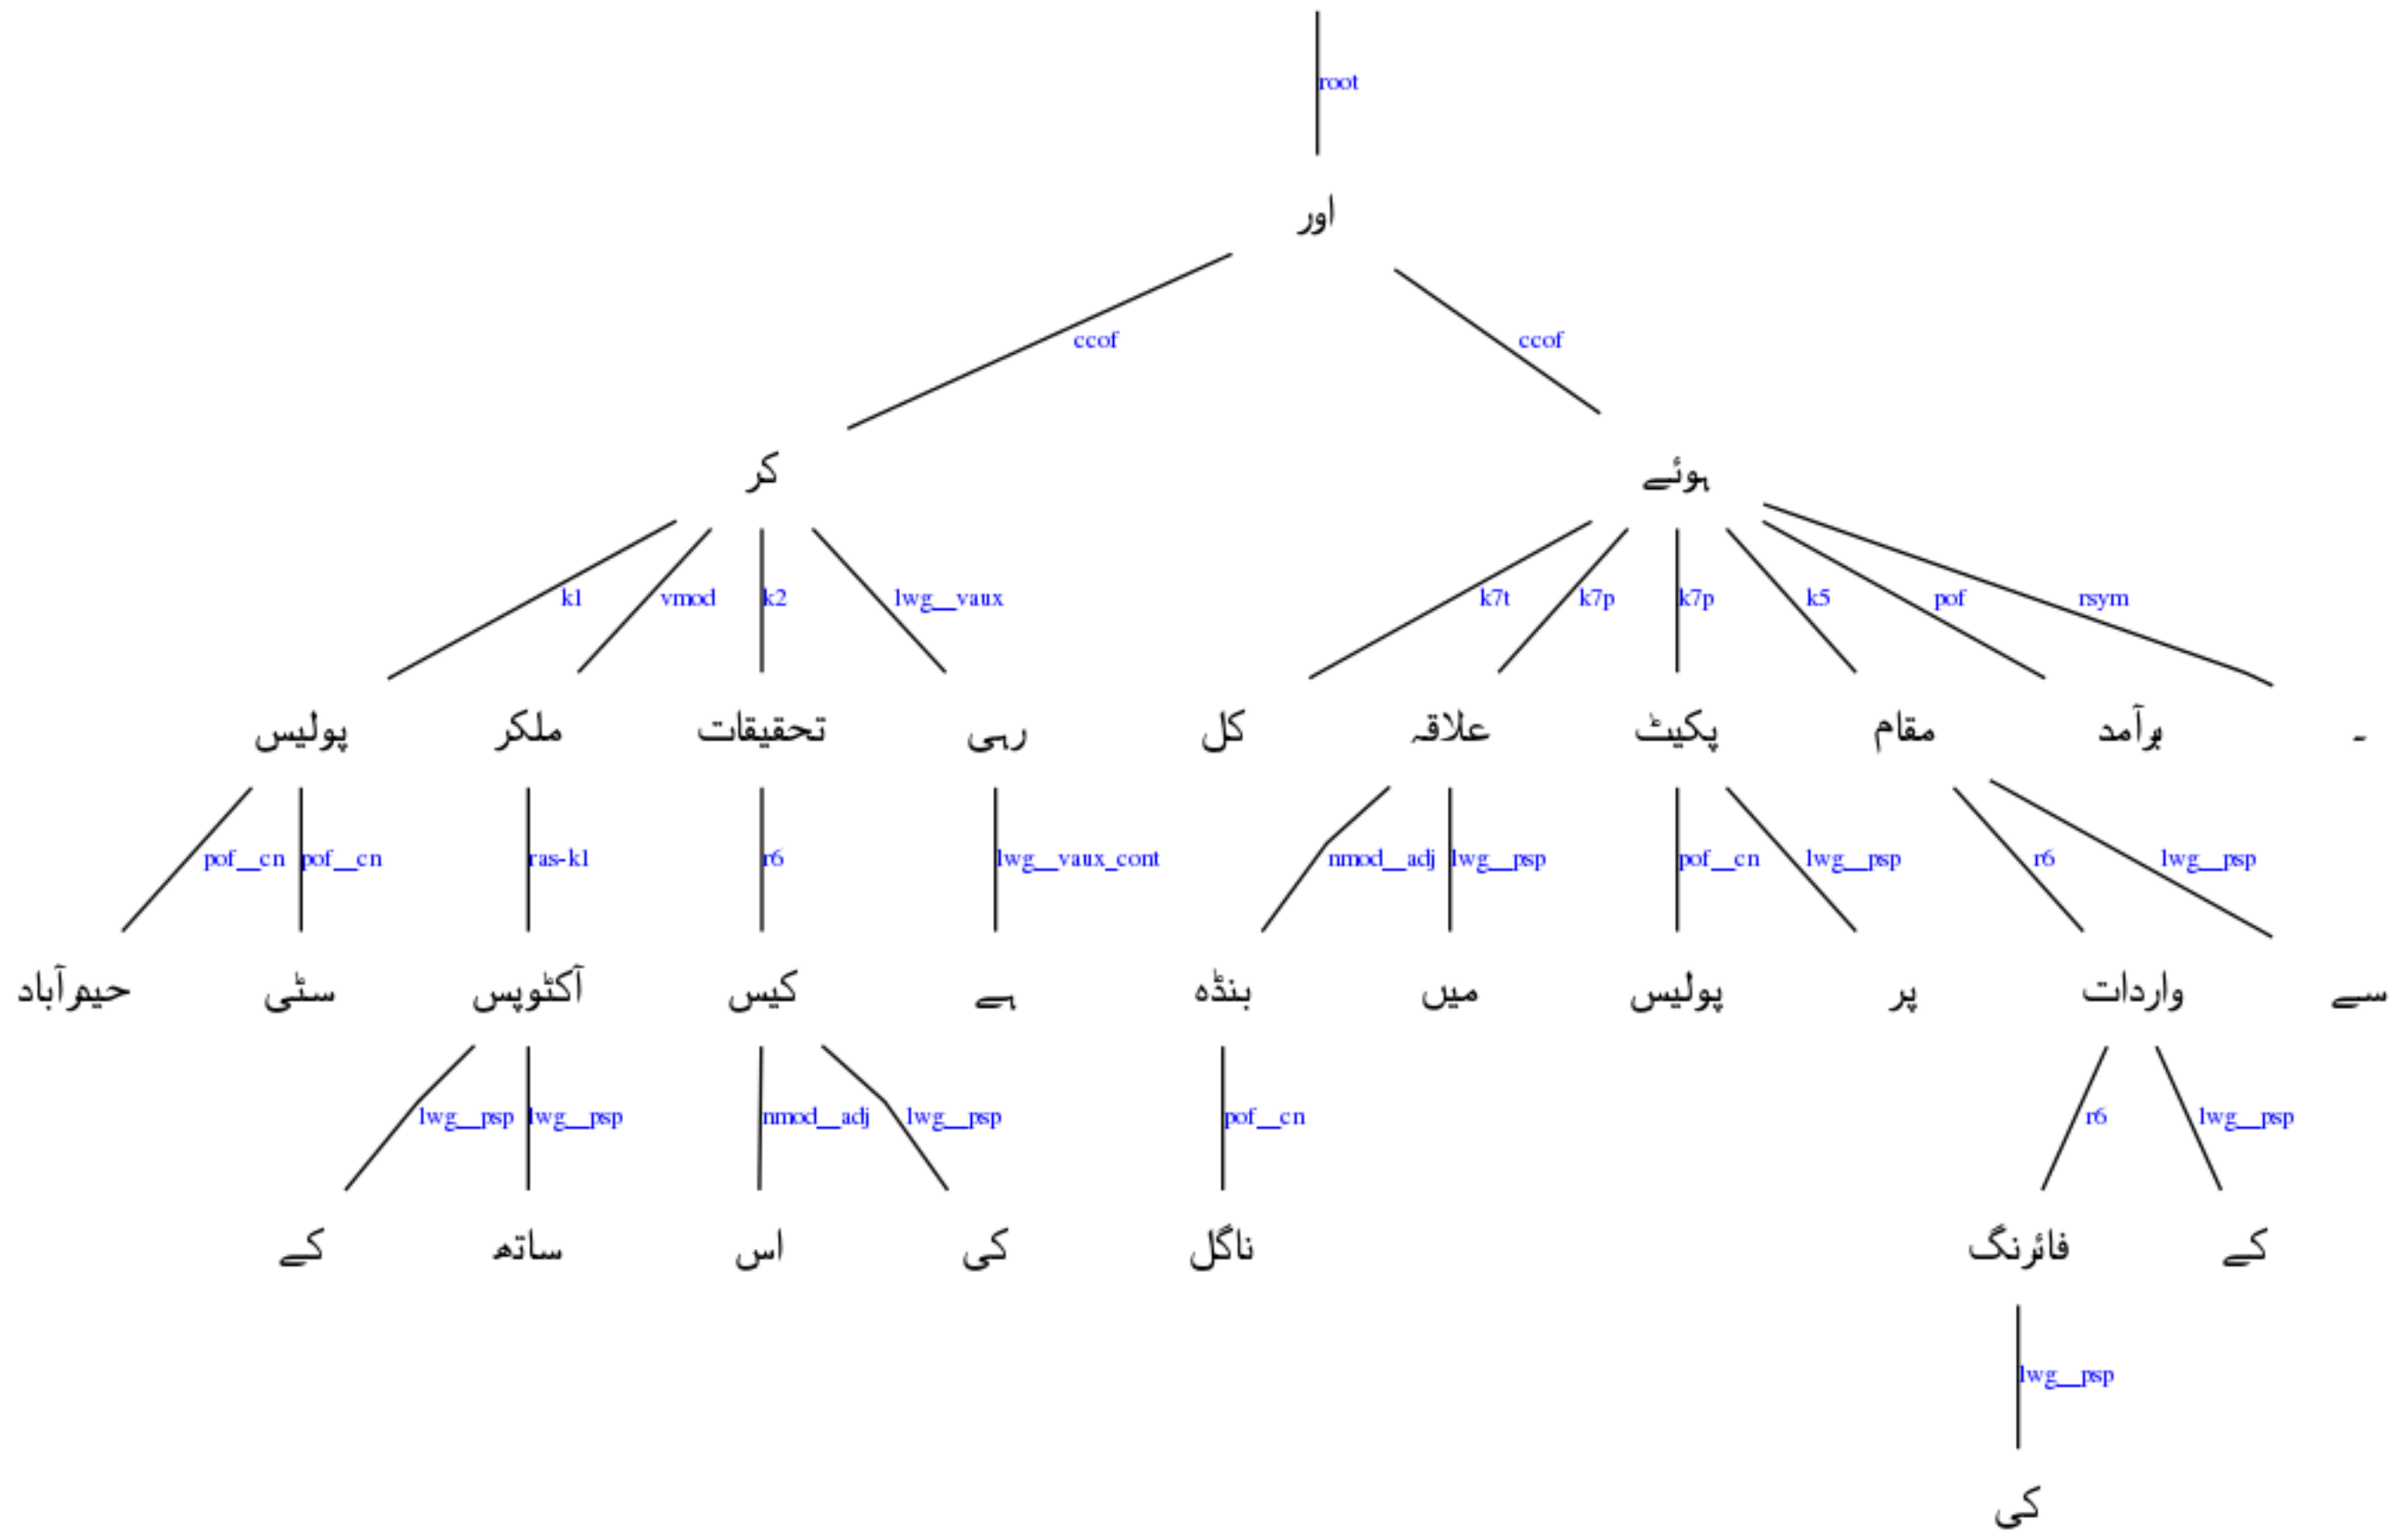 root
اور
ccof ccof
کر ہوئے
k1 vmod k2 lwg__vaux k7t k7p k7p k5 pof rsym
پولیس ملکر تحقیقات رہی کل علاقہ پکیٹ مقام برآمد ۔
pof__cn pof__cn ras-k1 r6 lwg__vaux_cont nmod__adj lwg__psp pof__cn lwg__psp r6 lwg__psp
حیمرآباد سٹی آکٹوپس کیس ہے بنڈہ میں پولیس پر واردات سے
lwg__psp lwg__psp nmod__adj lwg__psp pof__cn r6 lwg__psp
کے ساتھ اس کی ناگل فائرنگ کے
lwg__psp
کی